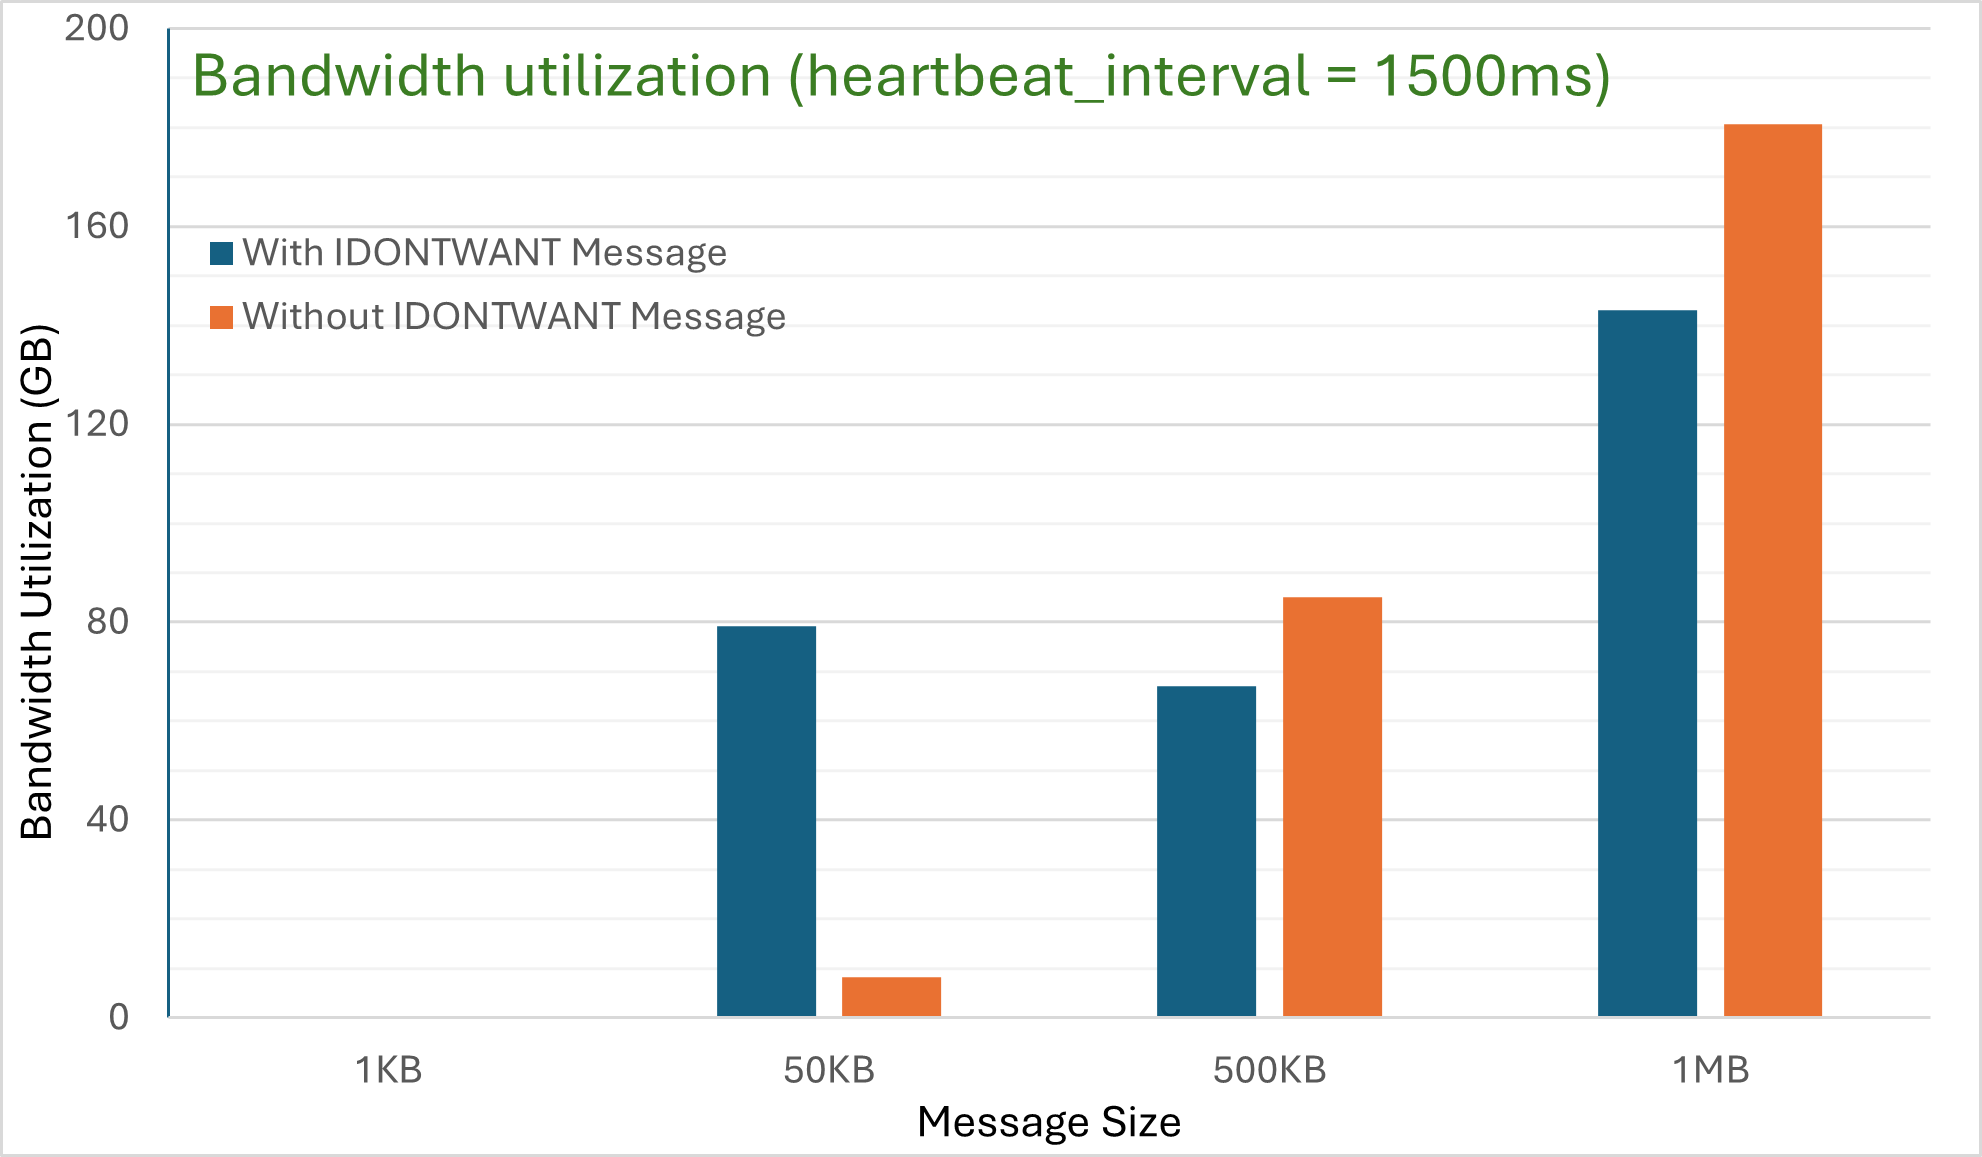 Bandwidth utilization (heartbeat_interval = 1500ms)
With IDONTWANT Message
Without IDONTWANT Message
Bandwidth Utilization (GB)
200
160
120
80
40
0
1KB 50KB 500KB 1MB
Message Size